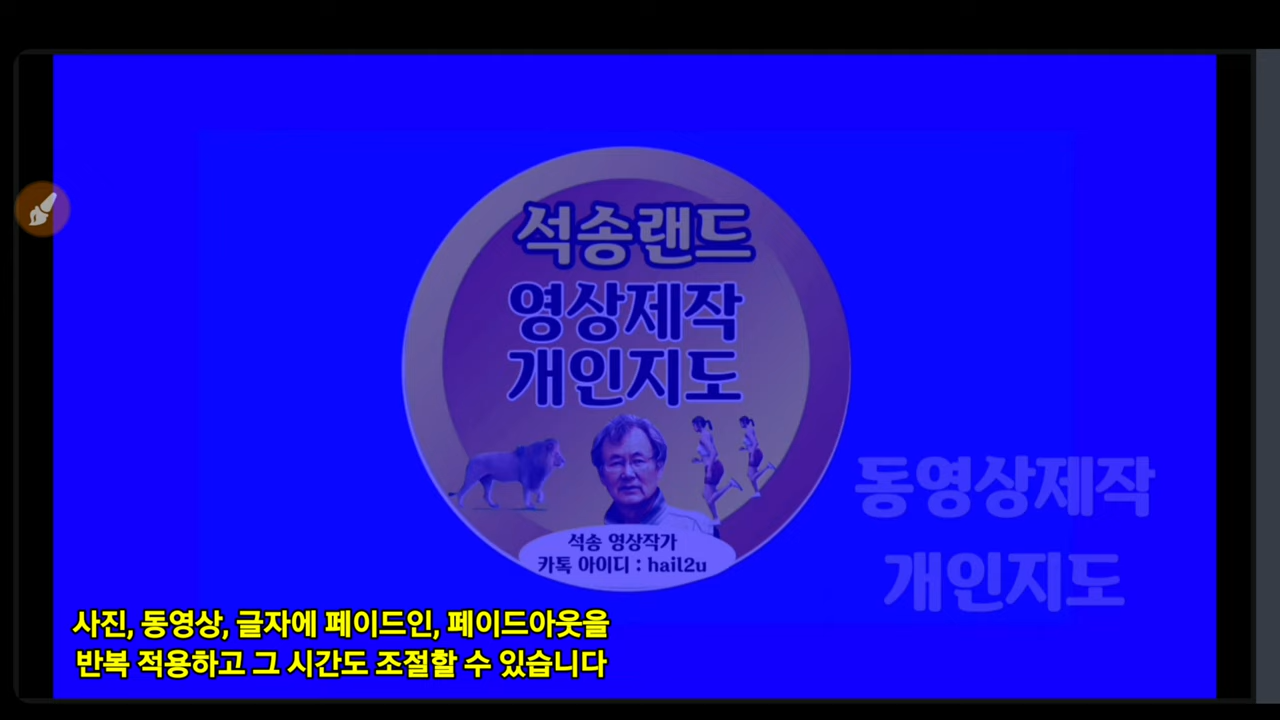 석송랜드
영상제작
개인지도
석송 영상작가
카톡 아이디 : hail2u
동영상제작
개인지도
사진, 동영상, 글자에 페이드인, 페이드아웃을
반복 적용하고 그 시간도 조절할 수 있습니다